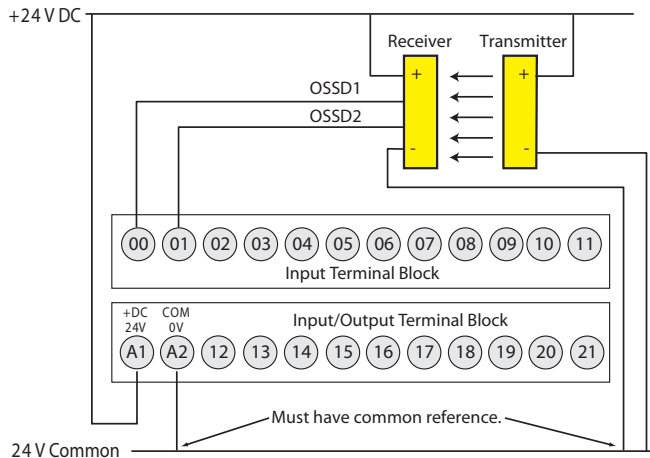 +24 V DC
Receiver Transmitter
+ +
OSSD1
OSSD2
- -
00 01 02 03 04 05 06 07 08 09 10 11
Input Terminal Block
+DC COM
24V 0V
Input/Output Terminal Block
A1 A2 12 13 14 15 16 17 18 19 20 21
Must have common reference.
24 V Common